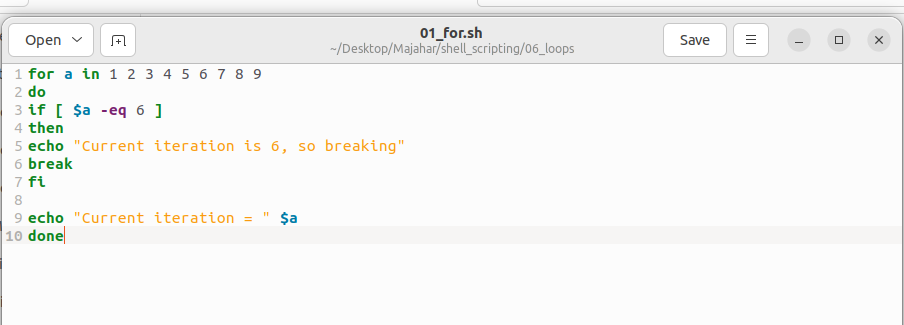 Open
01_for.sh
~/Desktop/Majahar/shell_scripting/06_loops
Save
1 for a in 1 2 3 4 5 6 7 8 9
2 do
3 if [ $a -eq 6 ]
4 then
5 echo "Current iteration is 6, so breaking"
6 break
7 fi
8
9 echo "Current iteration = " $a
10 done